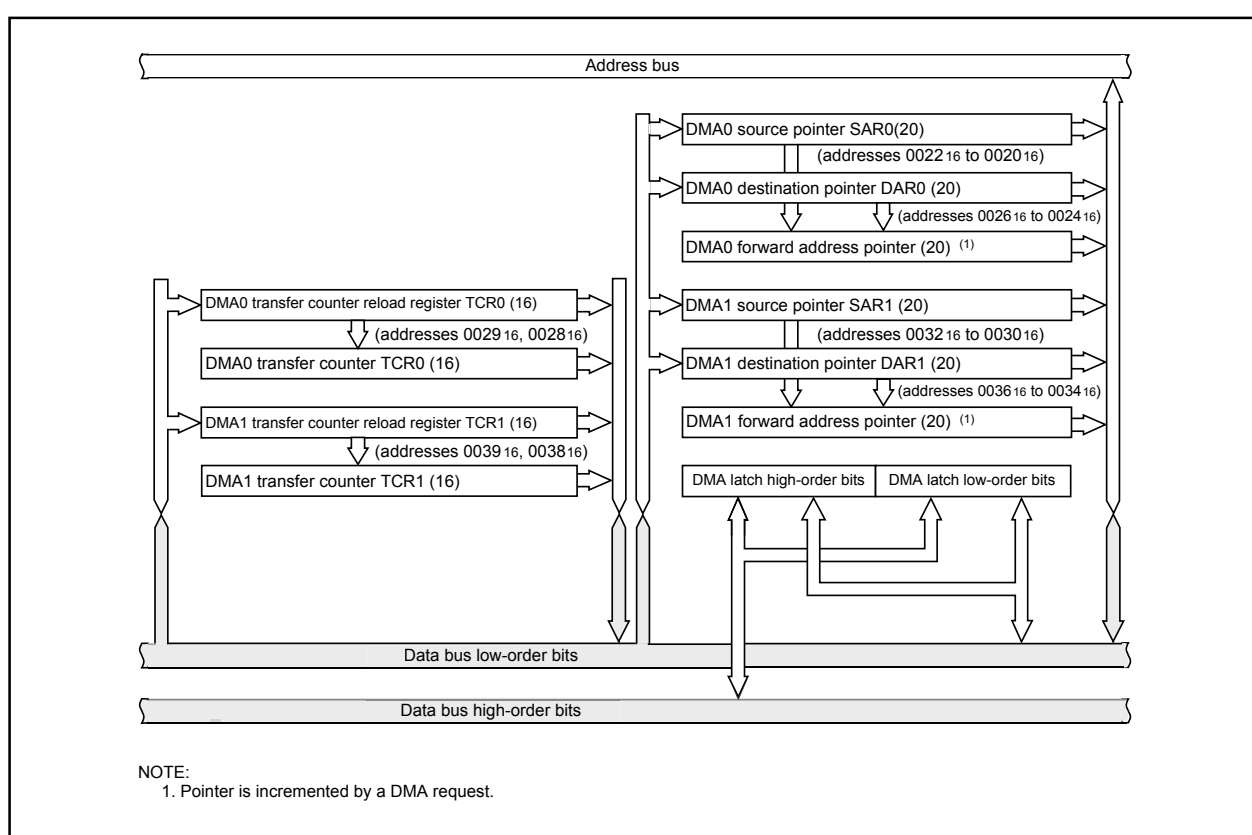 Address bus
DMA0 source pointer SAR0(20)
(addresses 0022 16 to 0020 16)
DMA0 destination pointer DAR0 (20)
(addresses 0026 16 to 0024 16)
DMA0 forward address pointer (20) (1)
DMA0 transfer counter reload register TCR0 (16)
(addresses 0029 16, 0028 16)
DMA0 transfer counter TCR0 (16)
DMA1 transfer counter reload register TCR1 (16)
(addresses 0039 16, 0038 16)
DMA1 transfer counter TCR1 (16)
DMA1 source pointer SAR1 (20)
(addresses 0032 16 to 0030 16)
DMA1 destination pointer DAR1 (20)
(addresses 0036 16 to 0034 16)
DMA1 forward address pointer (20) (1)
DMA latch high-order bits
DMA latch low-order bits
Data bus low-order bits
Data bus high-order bits
NOTE:
1. Pointer is incremented by a DMA request.